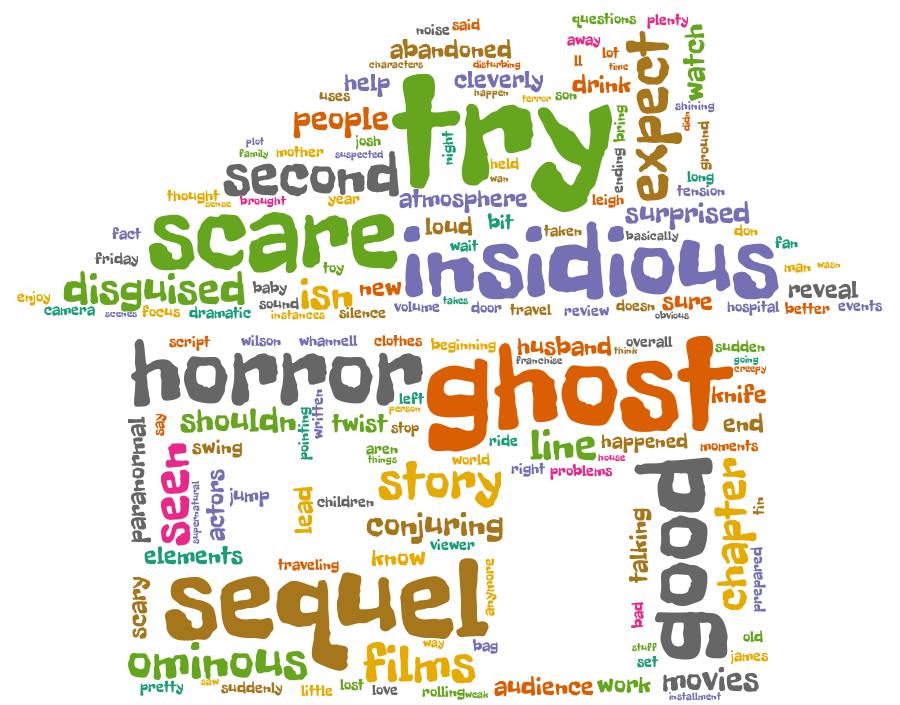 noise said
questions plenty
abandoned
away lot
watch
characters disturbing
ll time
expect
help cleverly
drink
try
uses happen terror son
shining
people
bring didn
plot josh night
ground
family mother suspected held
ending
second wan
long
thought sense brought year atmosphere leigh tension
scare loud bit surprised
fact taken basically don
wait fan
friday toy insidious man wasn
disguised baby isn new reveal
enjoy sound volume takes door travel review doesn sure hospital better events
camera scenes focus dramatic instances silence obvious
script wilson whannell clothes beginning husband think overall sudden
horror ghost franchise going
creepy
left knife
person
paranormal say shouldn pointing written twist stop ride line happened end
seen swing aren things world house moments
right problems
supernatural actors jump lead children story good chapter tin
conjuring talking
elements viewer
traveling know prepared
scary sequel anymore
bad
ominous way bag old
films stuff set james
pretty saw suddenly little lost love rolling weak audience work movies
installment